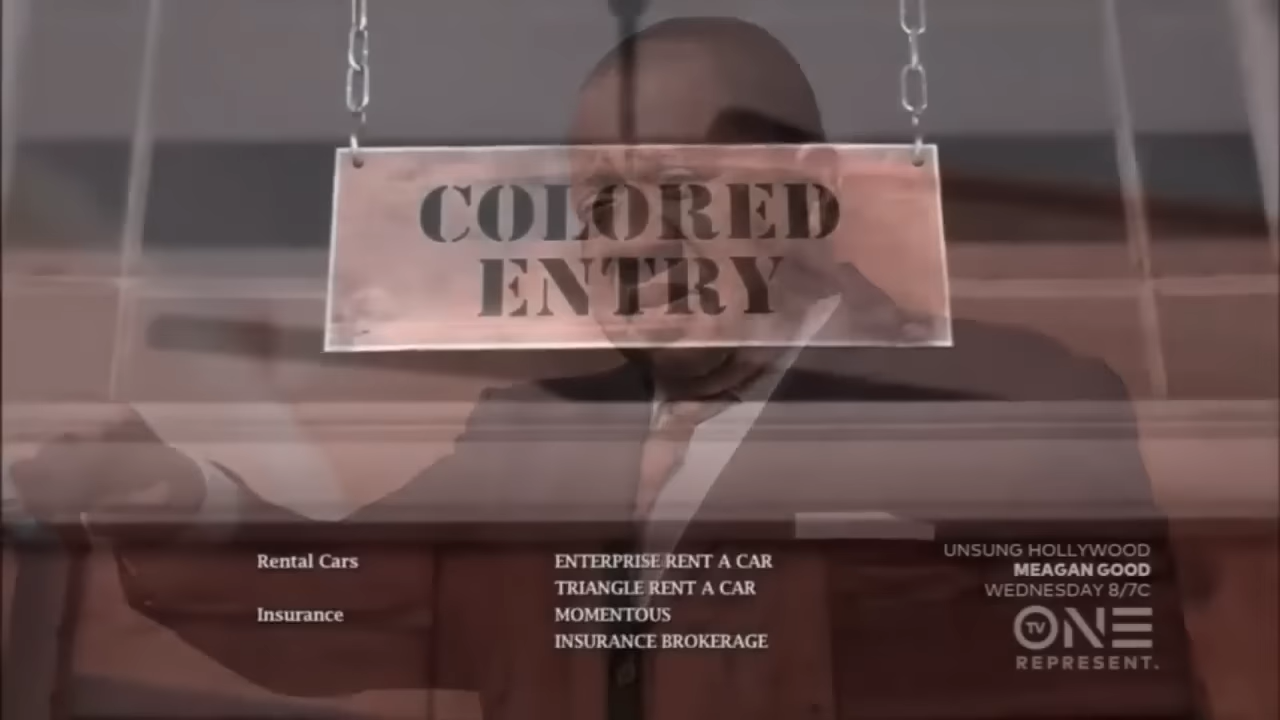 COLORED
ENTRY
Rental Cars
ENTERPRISE RENT A CAR
TRIANGLE RENT A CAR
Insurance
MOMENTOUS
INSURANCE BROKERAGE
UNSUNG HOLLYWOOD
MEAGAN GOOD
WEDNESDAY 8/7C
TV ONE
REPRESENT.